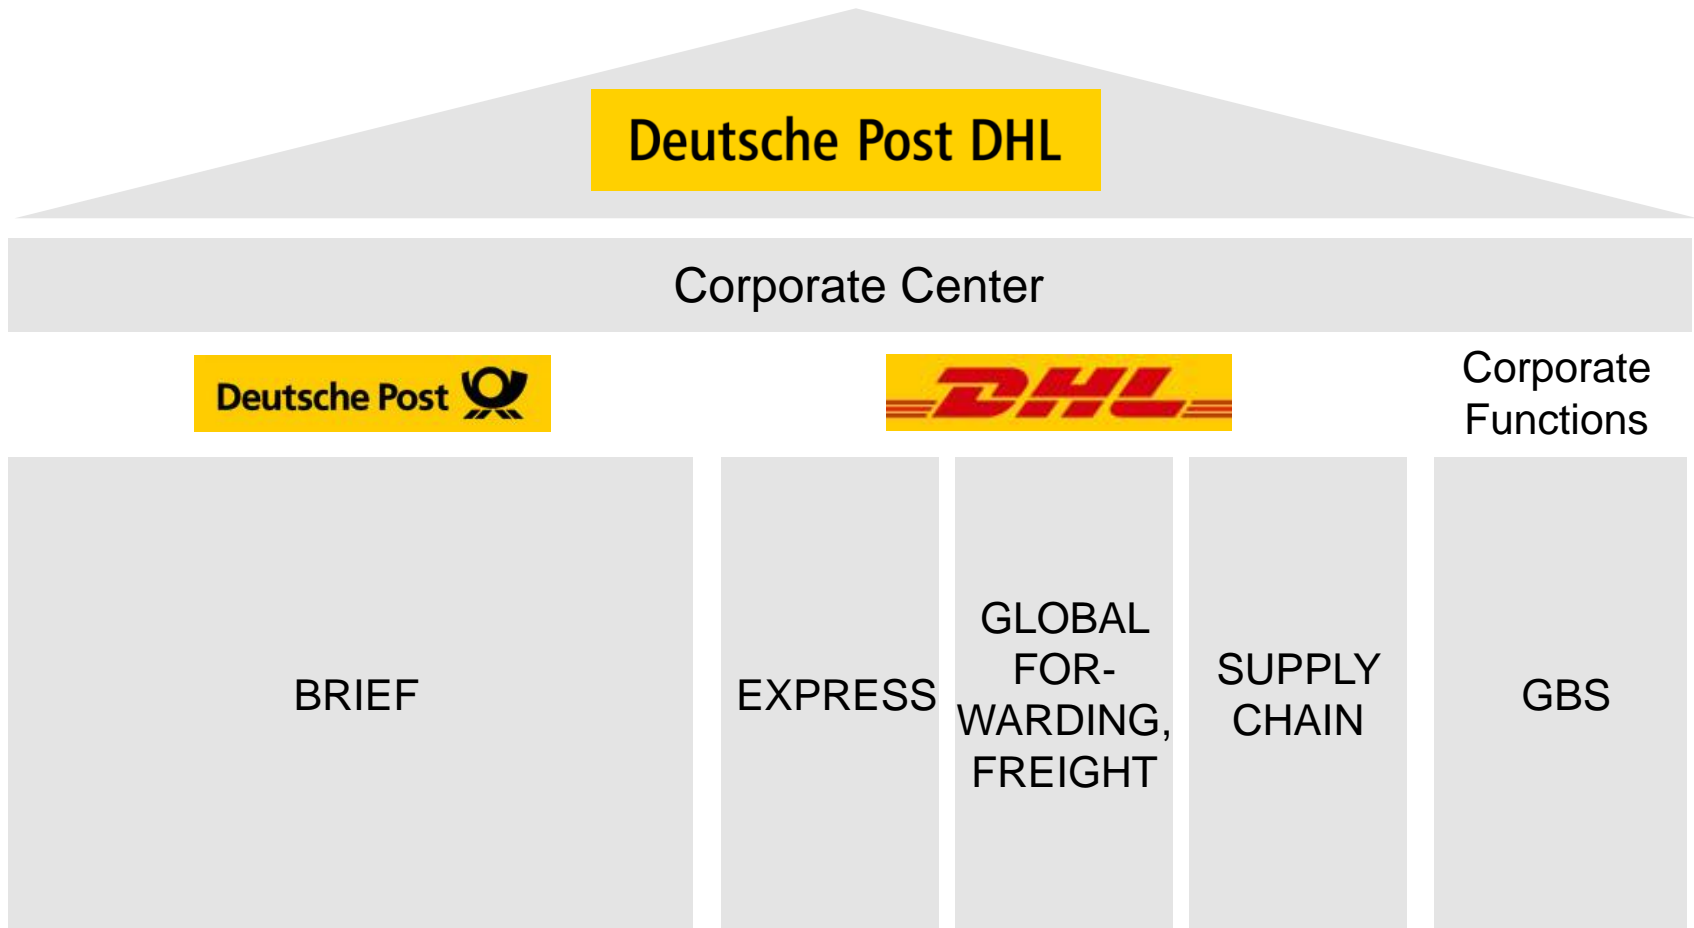 Deutsche Post DHL
Corporate Center
Deutsche Post
DHL
Corporate
Functions
BRIEF
EXPRESS
GLOBAL
FOR-
WARDING,
FREIGHT
SUPPLY
CHAIN
GBS